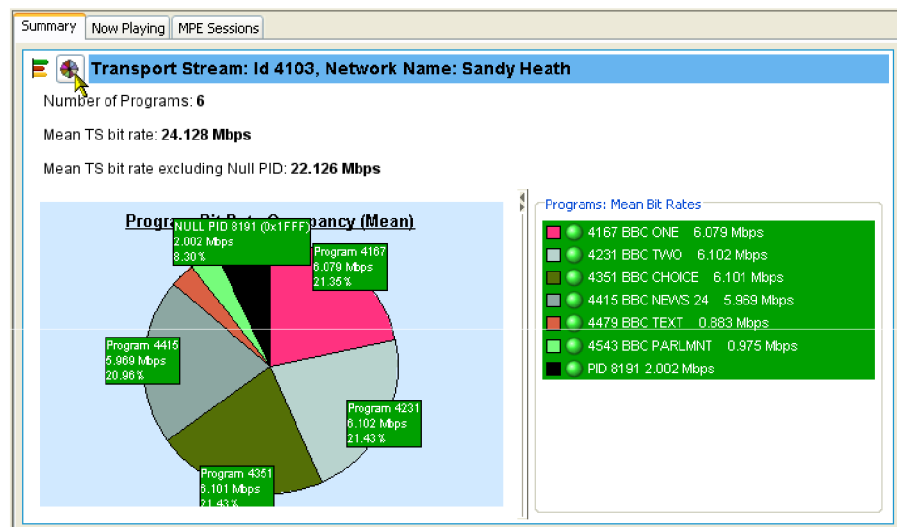 Summary
Now Playing
MPE Sessions
Transport Stream: Id 4103, Network Name: Sandy Heath
Number of Programs: 6
Mean TS bit rate: 24.128 Mbps
Mean TS bit rate excluding Null PID: 22.126 Mbps
(Mean)
NULL PID 8191 (0x1FFF)
2.002 Mbps
8.30%
Program 4167
6.079 Mbps
21.35%
Program 4415
5.969 Mbps
20.96%
Program 4231
6.102 Mbps
21.43%
Program 4351
6.101 Mbps
21.43%
Programs: Mean Bit Rates
4167 BBC ONE 6.079 Mbps
4231 BBC TWO 6.102 Mbps
4351 BBC CHOICE 6.101 Mbps
4415 BBC NEWS 24 5.969 Mbps
4479 BBC TEXT 0.883 Mbps
4543 BBC PARLMNT 0.975 Mbps
PID 8191 2.002 Mbps